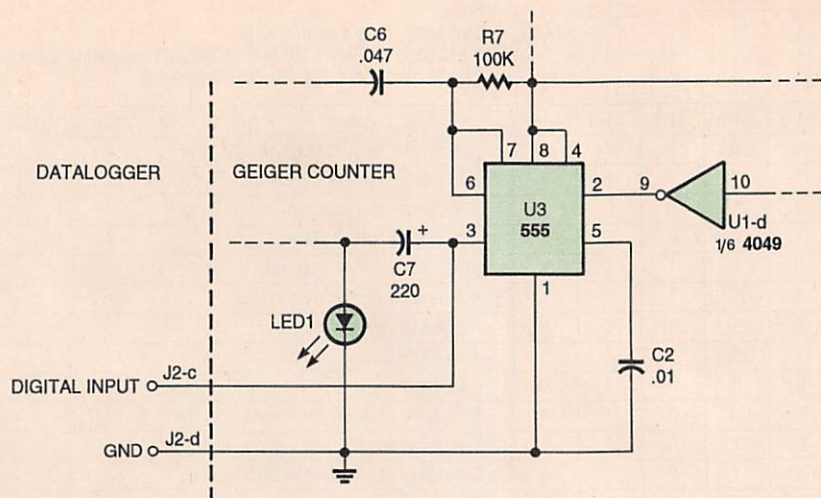 C6
.047
R7
100K
DATALOGGER
GEIGER COUNTER
7
8
4
6
2
9
10
U3
555
U1-d
1/6 4049
3
5
+
C7
220
1
LED1
C2
.01
DIGITAL INPUT
J2-c
GND
J2-d